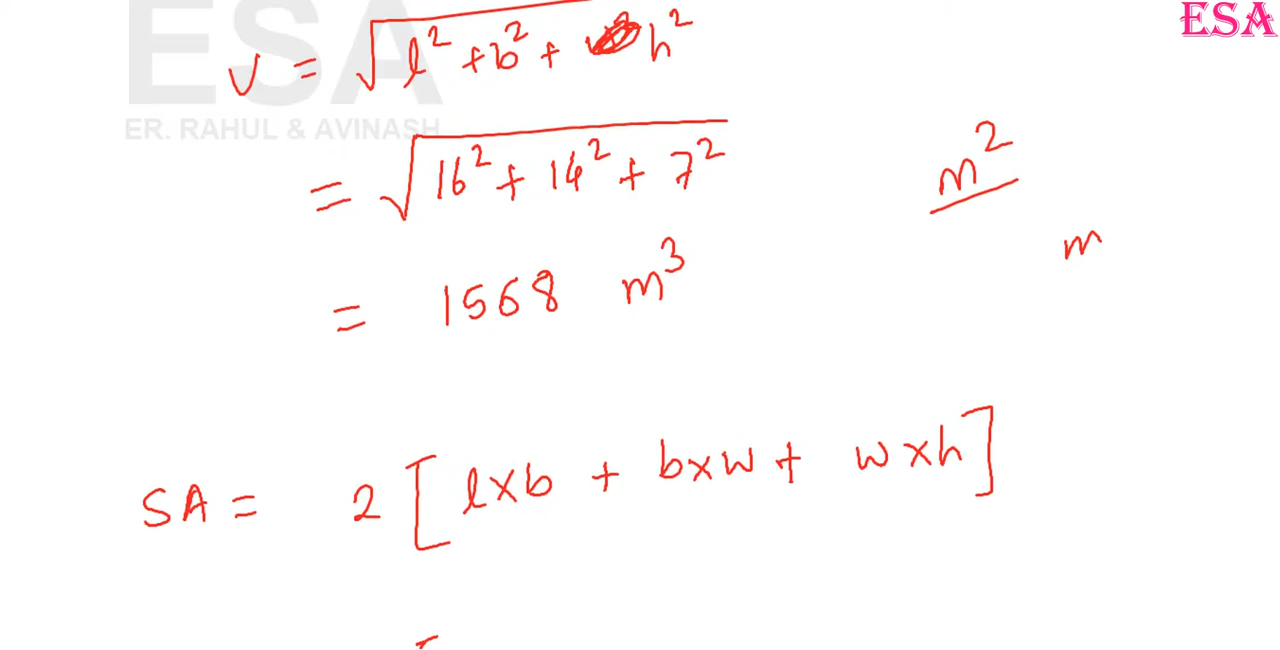 ESA
ESA
V = √l² + b² + h²
ER. RAHUL & AVINASH
= √16² + 14² + 7²
m²
m
= 1568 m³
SA = 2 [ l×b + b×w + w×h ]